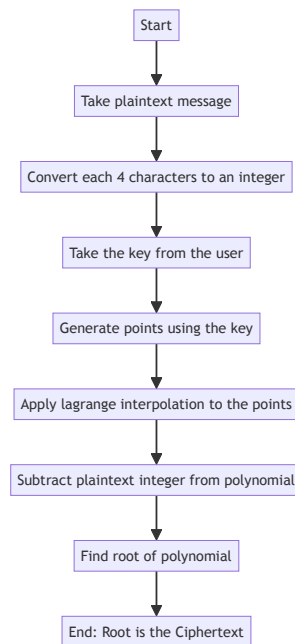 Start
Take plaintext message
Convert each 4 characters to an integer
Take the key from the user
Generate points using the key
Apply lagrange interpolation to the points
Subtract plaintext integer from polynomial
Find root of polynomial
End: Root is the Ciphertext